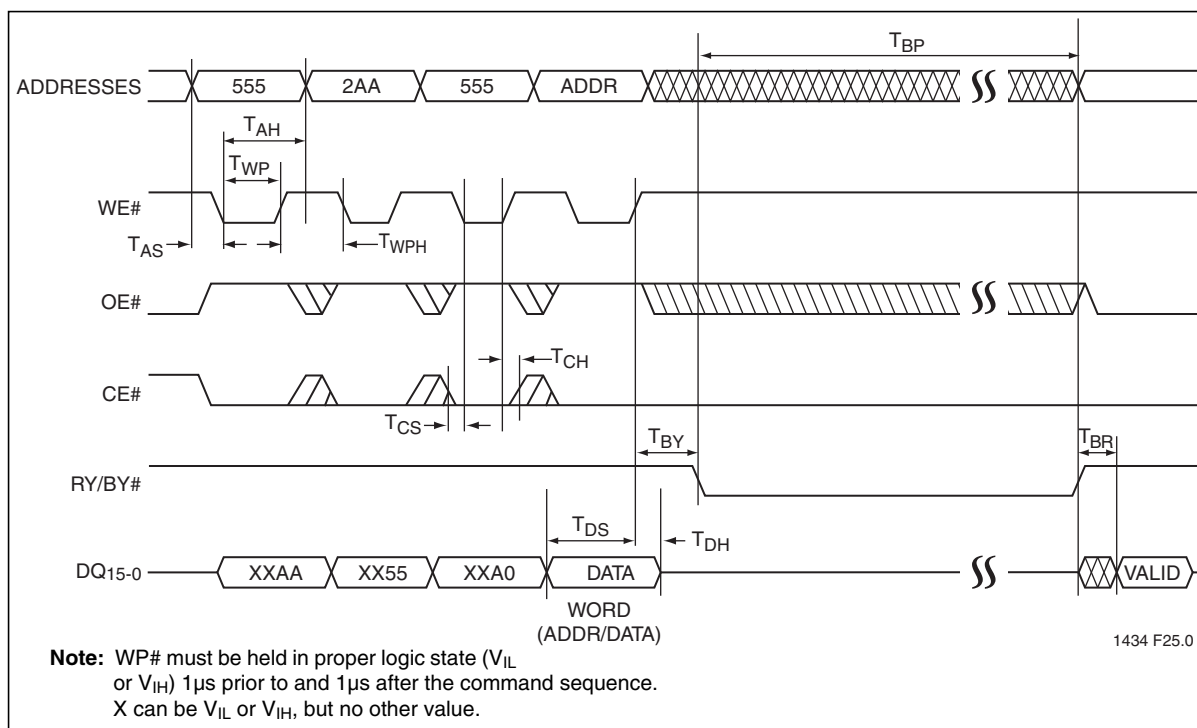 T_BP
ADDRESSES 555 2AA 555 ADDR
T_AH
T_WP
WE#
T_AS T_WPH
OE#
T_CH
CE#
T_CS
T_BY T_BR
RY/BY#
T_DS T_DH
DQ15-0 XXAA XX55 XXA0 DATA VALID
WORD
(ADDR/DATA)
1434 F25.0
Note: WP# must be held in proper logic state (V_IL
or V_IH) 1µs prior to and 1µs after the command sequence.
X can be V_IL or V_IH, but no other value.